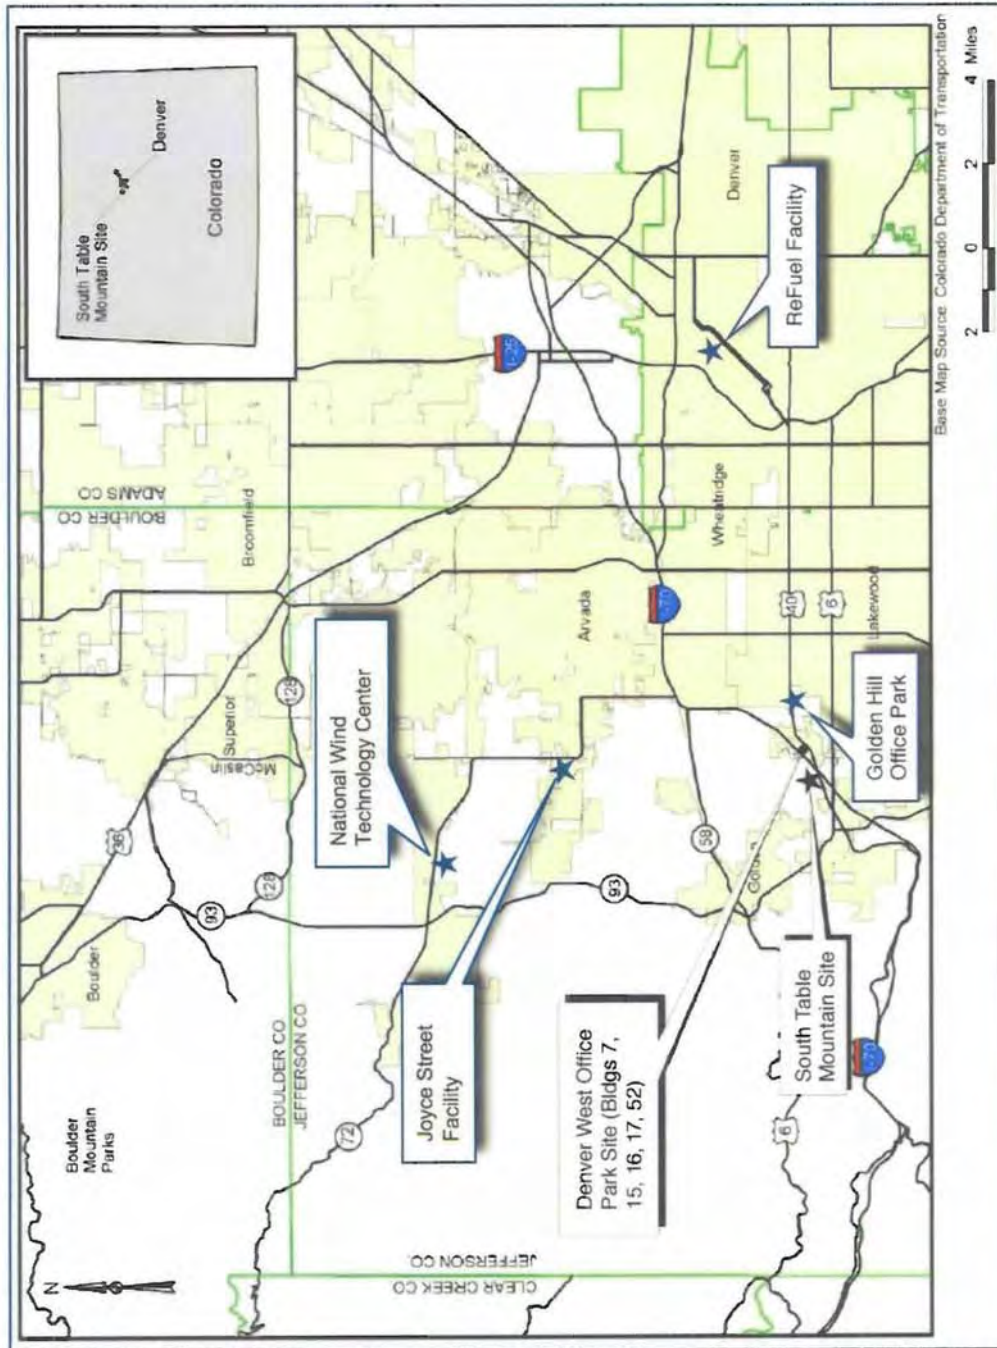 South Table
Mountain Site
Denver
Colorado
N
Boulder
Mountain
Parks
Boulder
36
93
128
McCaslin
Superior
128
Broomfield
BOULDER CO
ADAMS CO
BOULDER CO
JEFFERSON CO
72
National Wind
Technology Center
I-25
Joyce Street
Facility
93
Arvada
58
I-70
Wheatridge
Denver
ReFuel Facility
Denver West Office
Park Site (Bldgs 7,
15, 16, 17, 52)
40
6
Lakewood
Golden Hill
Office Park
South Table
Mountain Site
6
I-70
JEFFERSON CO.
CLEAR CREEK CO
Base Map Source Colorado Department of Transportation
2 0 2 4 Miles